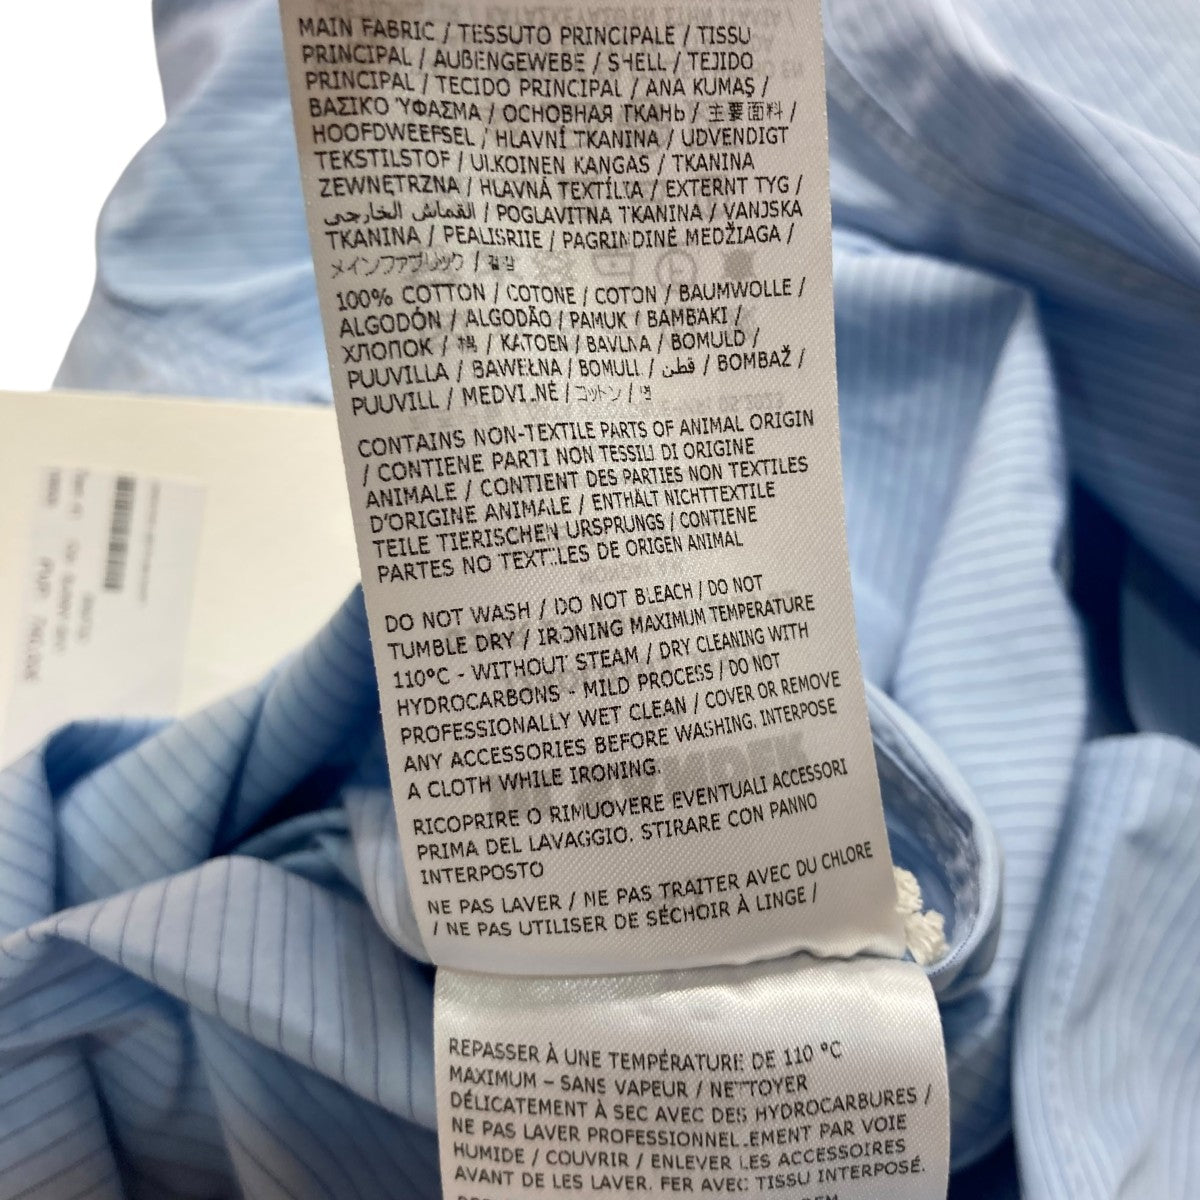 MAIN FABRIC / TESSUTO PRINCIPALE / TISSU
PRINCIPAL / AUßENGEWEBE / SHELL / TEJIDO
PRINCIPAL / TECIDO PRINCIPAL / ANA KUMAŞ /
ΒΑΣΙΚΟ ΎΦΑΣΜΑ / ОСНОВНАЯ ТКАНЬ / 主要面料 /
HOOFDWEEFSEL / HLAVNÍ TKANINA / UDVENDIGT
TEKSTILSTOF / ULKOINEN KANGAS / TKANINA
ZEWNĘTRZNA / HLAVNÁ TEXTÍLIA / EXTERNT TYG /
القماش الخارجي / POGLAVITNA TKANINA / VANJSKA
TKANINA / PEALISRIIE / PAGRINDINĖ MEDŽIAGA /
メインファブリック / 겉감
100% COTTON / COTONE / COTON / BAUMWOLLE /
ALGODÓN / ALGODÃO / PAMUK / ΒΑΜΒΑΚΙ /
ХЛОПОК / 棉 / KATOEN / BAVLNA / BOMULD /
PUUVILLA / BAWEŁNA / BOMULL / قطن / BOMBAŽ /
PUUVILL / MEDVILNĖ / コットン / 면
CONTAINS NON-TEXTILE PARTS OF ANIMAL ORIGIN
/ CONTIENE PARTI NON TESSILI DI ORIGINE
ANIMALE / CONTIENT DES PARTIES NON TEXTILES
D'ORIGINE ANIMALE / ENTHÄLT NICHTTEXTILE
TEILE TIERISCHEN URSPRUNGS / CONTIENE
PARTES NO TEXTILES DE ORIGEN ANIMAL
DO NOT WASH / DO NOT BLEACH / DO NOT
TUMBLE DRY / IRONING MAXIMUM TEMPERATURE
110°C - WITHOUT STEAM / DRY CLEANING WITH
HYDROCARBONS - MILD PROCESS / DO NOT
PROFESSIONALLY WET CLEAN / COVER OR REMOVE
ANY ACCESSORIES BEFORE WASHING. INTERPOSE
A CLOTH WHILE IRONING.
RICOPRIRE O RIMUOVERE EVENTUALI ACCESSORI
PRIMA DEL LAVAGGIO. STIRARE CON PANNO
INTERPOSTO
NE PAS LAVER / NE PAS TRAITER AVEC DU CHLORE
/ NE PAS UTILISER DE SÉCHOIR À LINGE /
REPASSER À UNE TEMPÉRATURE DE 110 °C
MAXIMUM – SANS VAPEUR / NETTOYER
DÉLICATEMENT À SEC AVEC DES HYDROCARBURES /
NE PAS LAVER PROFESSIONNELLEMENT PAR VOIE
HUMIDE / COUVRIR / ENLEVER LES ACCESSOIRES
AVANT DE LES LAVER. FER AVEC TISSU INTERPOSÉ.